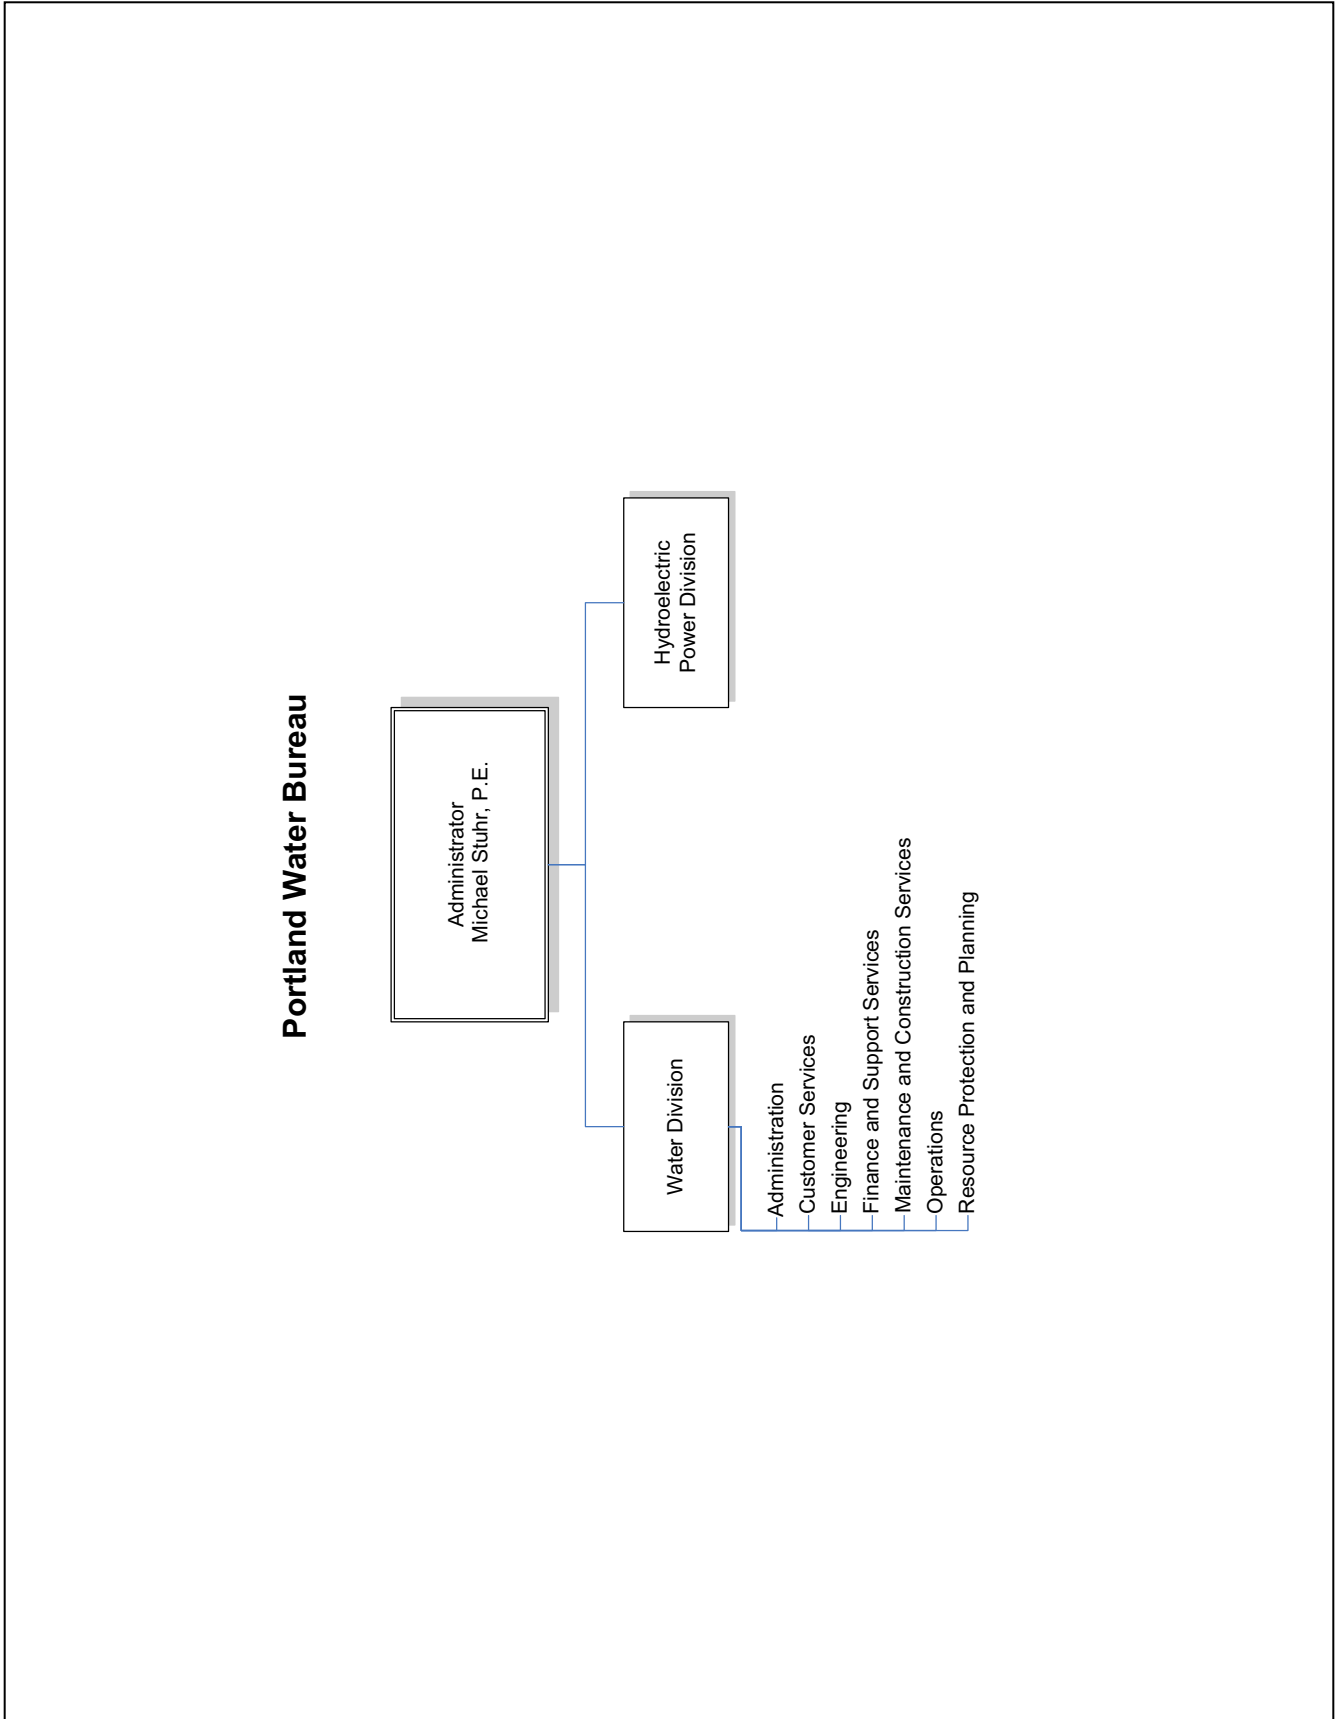 Portland Water Bureau
Administrator
Michael Stuhr, P.E.
Water Division
Hydroelectric
Power Division
Administration
Customer Services
Engineering
Finance and Support Services
Maintenance and Construction Services
Operations
Resource Protection and Planning